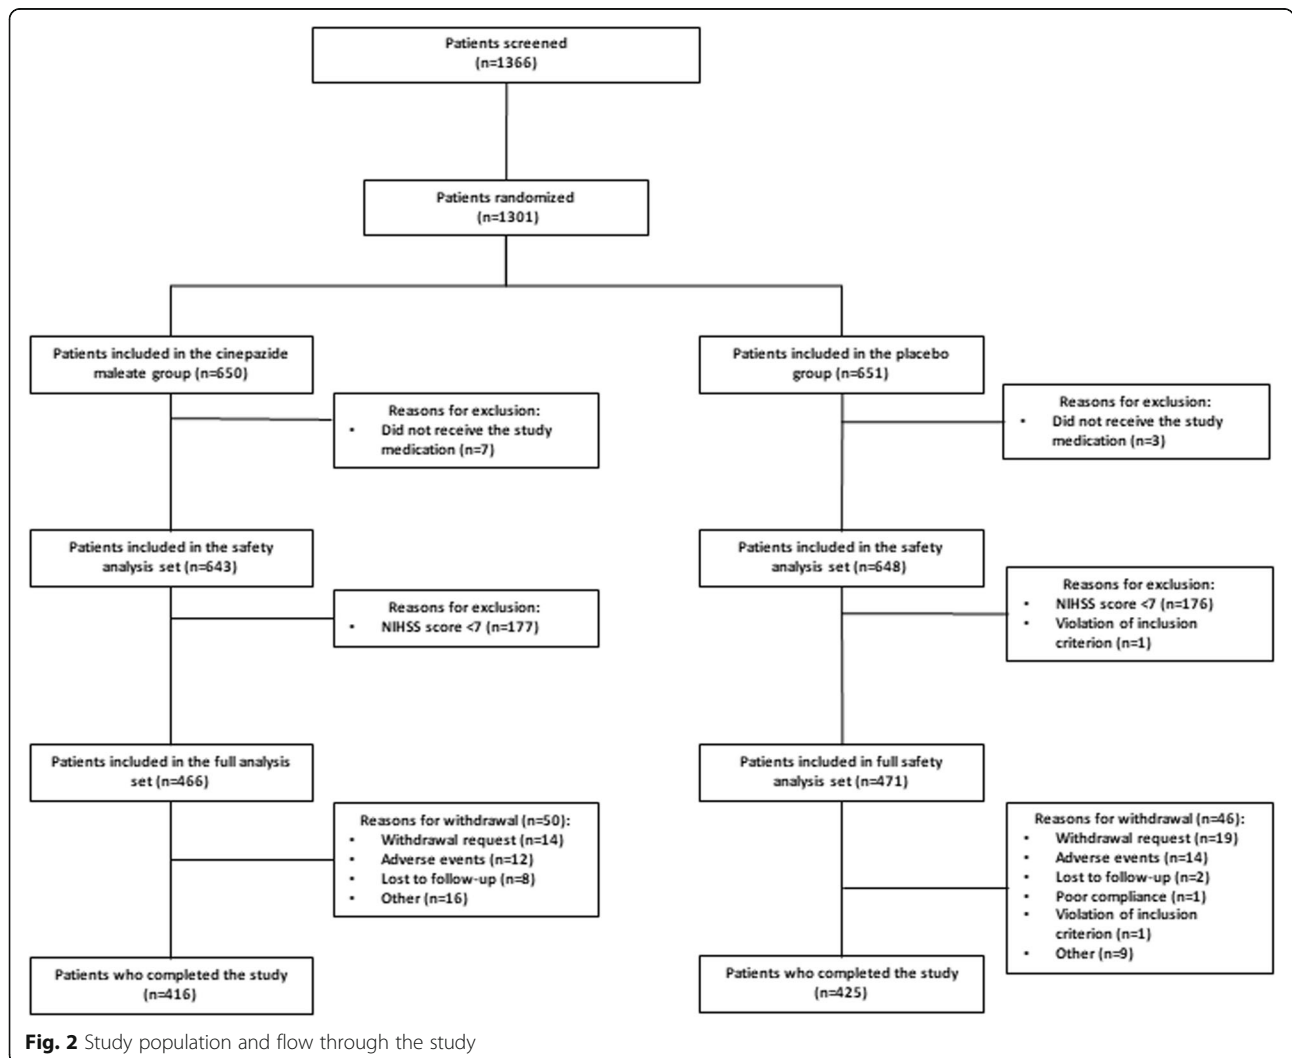 Patients screened
(n=1366)
Patients randomized
(n=1301)
Patients included in the cinepazide
maleate group (n=650)
Reasons for exclusion:
• Did not receive the study
medication (n=7)
Patients included in the safety
analysis set (n=643)
Reasons for exclusion:
• NIHSS score <7 (n=177)
Patients included in the full analysis
set (n=466)
Reasons for withdrawal (n=50):
• Withdrawal request (n=14)
• Adverse events (n=12)
• Lost to follow-up (n=8)
• Other (n=16)
Patients who completed the study
(n=416)
Patients included in the placebo
group (n=651)
Reasons for exclusion:
• Did not receive the study
medication (n=3)
Patients included in the safety
analysis set (n=648)
Reasons for exclusion:
• NIHSS score <7 (n=176)
• Violation of inclusion
criterion (n=1)
Patients included in full safety
analysis set (n=471)
Reasons for withdrawal (n=46):
• Withdrawal request (n=19)
• Adverse events (n=14)
• Lost to follow-up (n=2)
• Poor compliance (n=1)
• Violation of inclusion
criterion (n=1)
• Other (n=9)
Patients who completed the study
(n=425)
Fig. 2 Study population and flow through the study